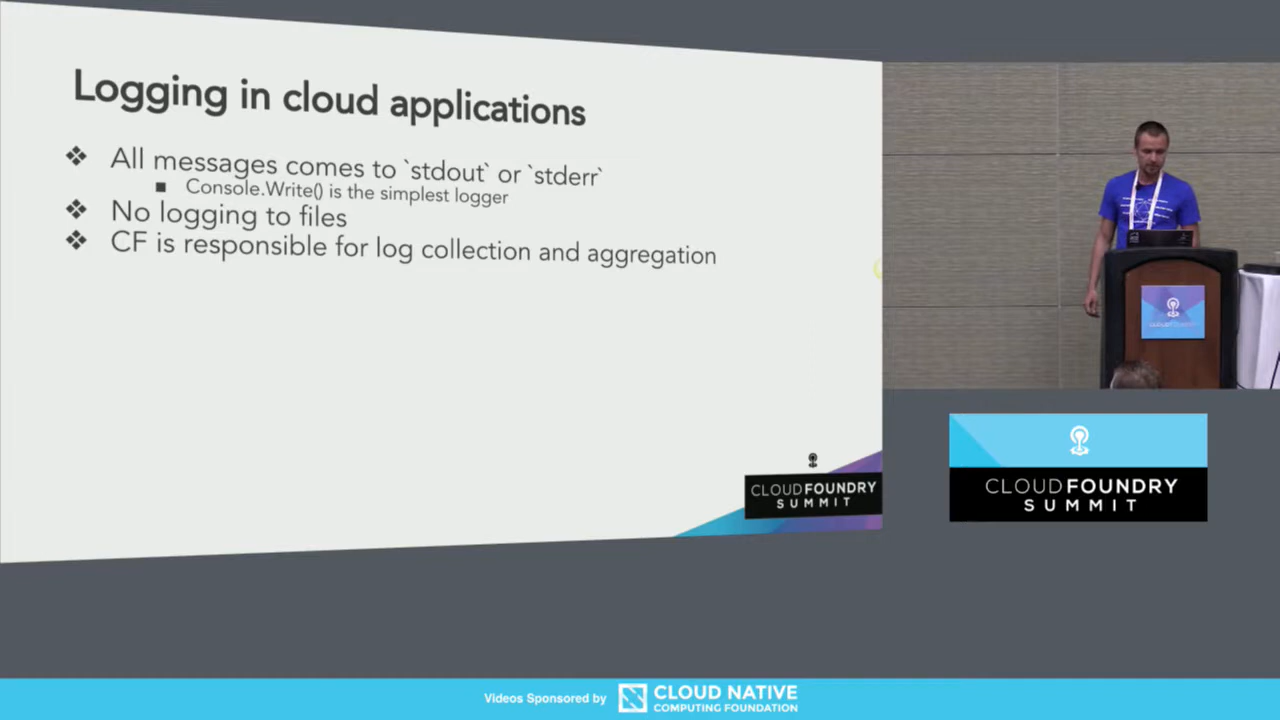 Logging in cloud applications
❖ All messages comes to `stdout` or `stderr`
■ Console.Write() is the simplest logger
❖ No logging to files
❖ CF is responsible for log collection and aggregation
CLOUDFOUNDRY
SUMMIT
CLOUDFOUNDRY
SUMMIT
Videos Sponsored by
CLOUD NATIVE
COMPUTING FOUNDATION